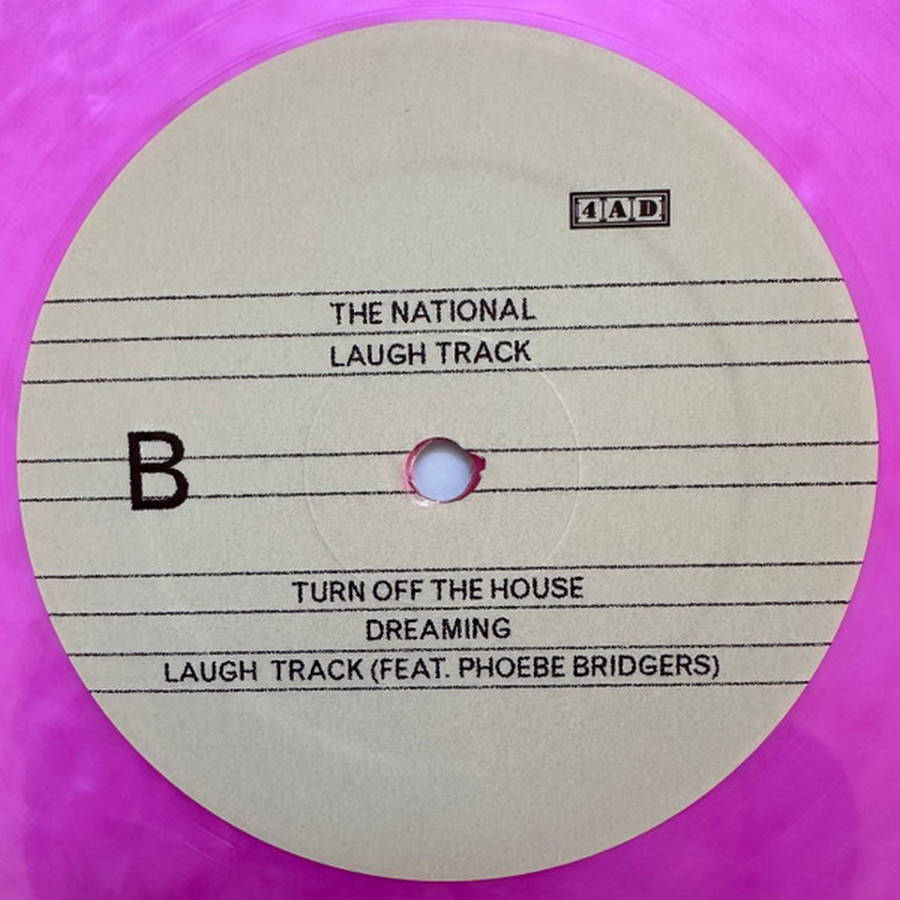 4AD
THE NATIONAL
LAUGH TRACK
B
TURN OFF THE HOUSE
DREAMING
LAUGH TRACK (FEAT. PHOEBE BRIDGERS)